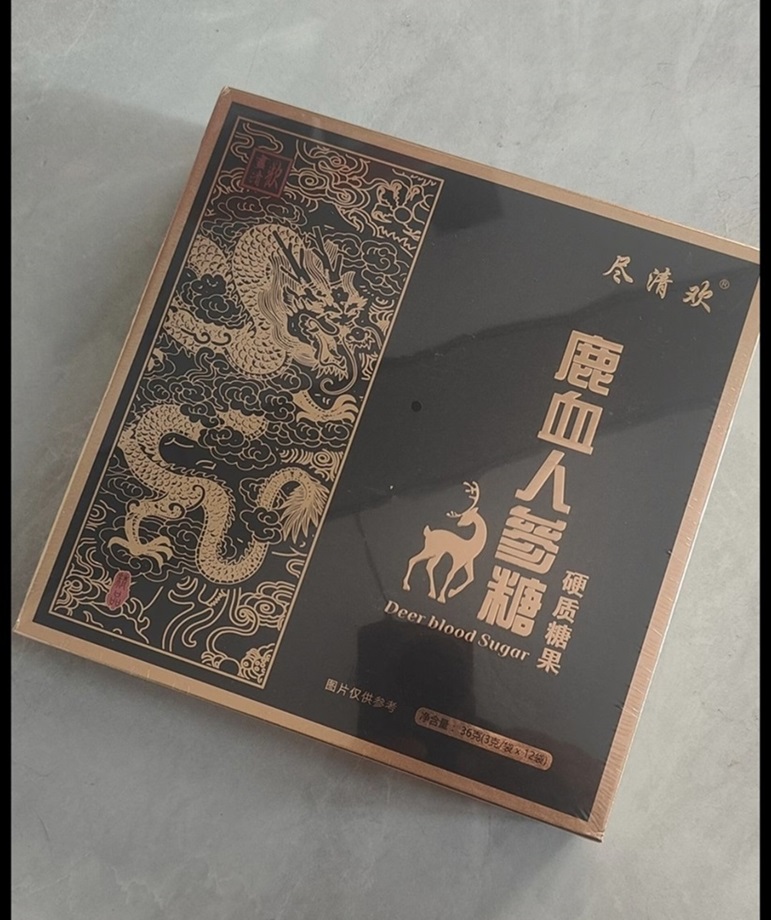 尽清欢®
鹿血人参糖
硬质糖果
Deer blood Sugar
图片仅供参考
净含量：36克(3克/袋×12袋)